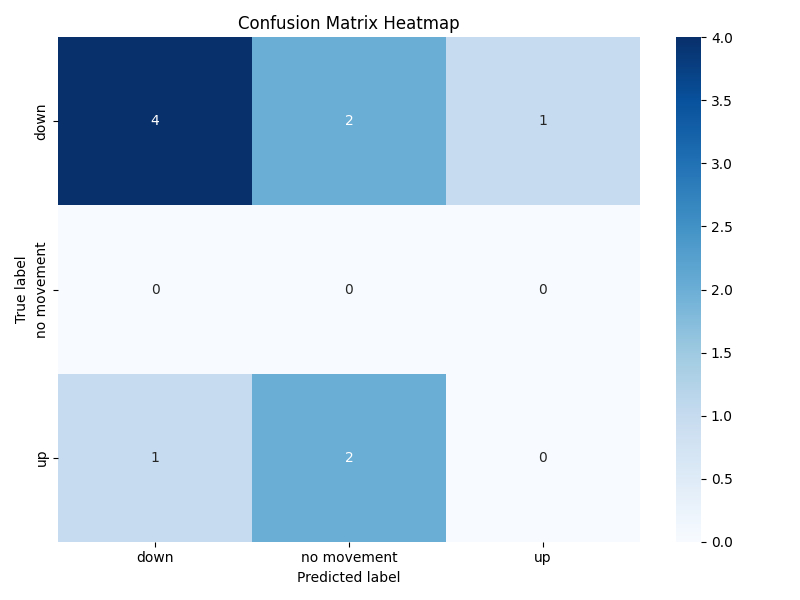 Confusion Matrix Heatmap
True label
down
4 2 1
no movement
0 0 0
up
1 2 0
down no movement up
Predicted label
4.0
3.5
3.0
2.5
2.0
1.5
1.0
0.5
0.0